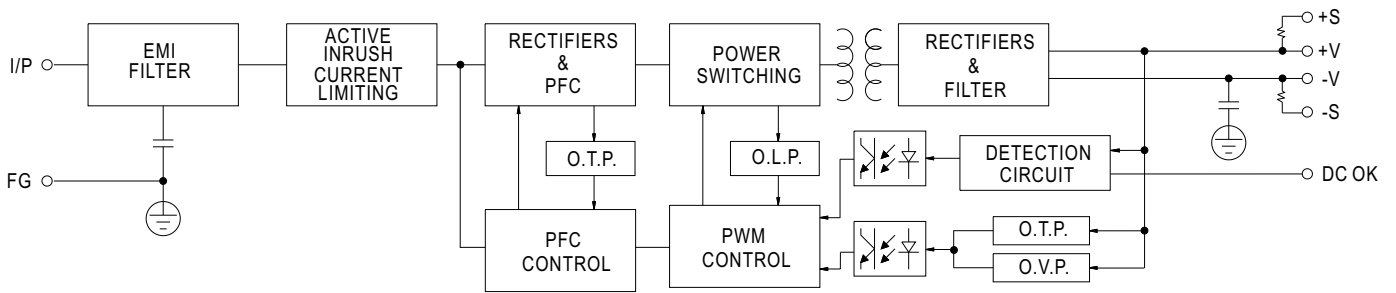 I/P
EMI
FILTER
ACTIVE
INRUSH
CURRENT
LIMITING
RECTIFIERS
&
PFC
POWER
SWITCHING
RECTIFIERS
&
FILTER
+S
+V
-V
-S
FG
O.T.P.
O.L.P.
DETECTION
CIRCUIT
DC OK
PFC
CONTROL
PWM
CONTROL
O.T.P.
O.V.P.